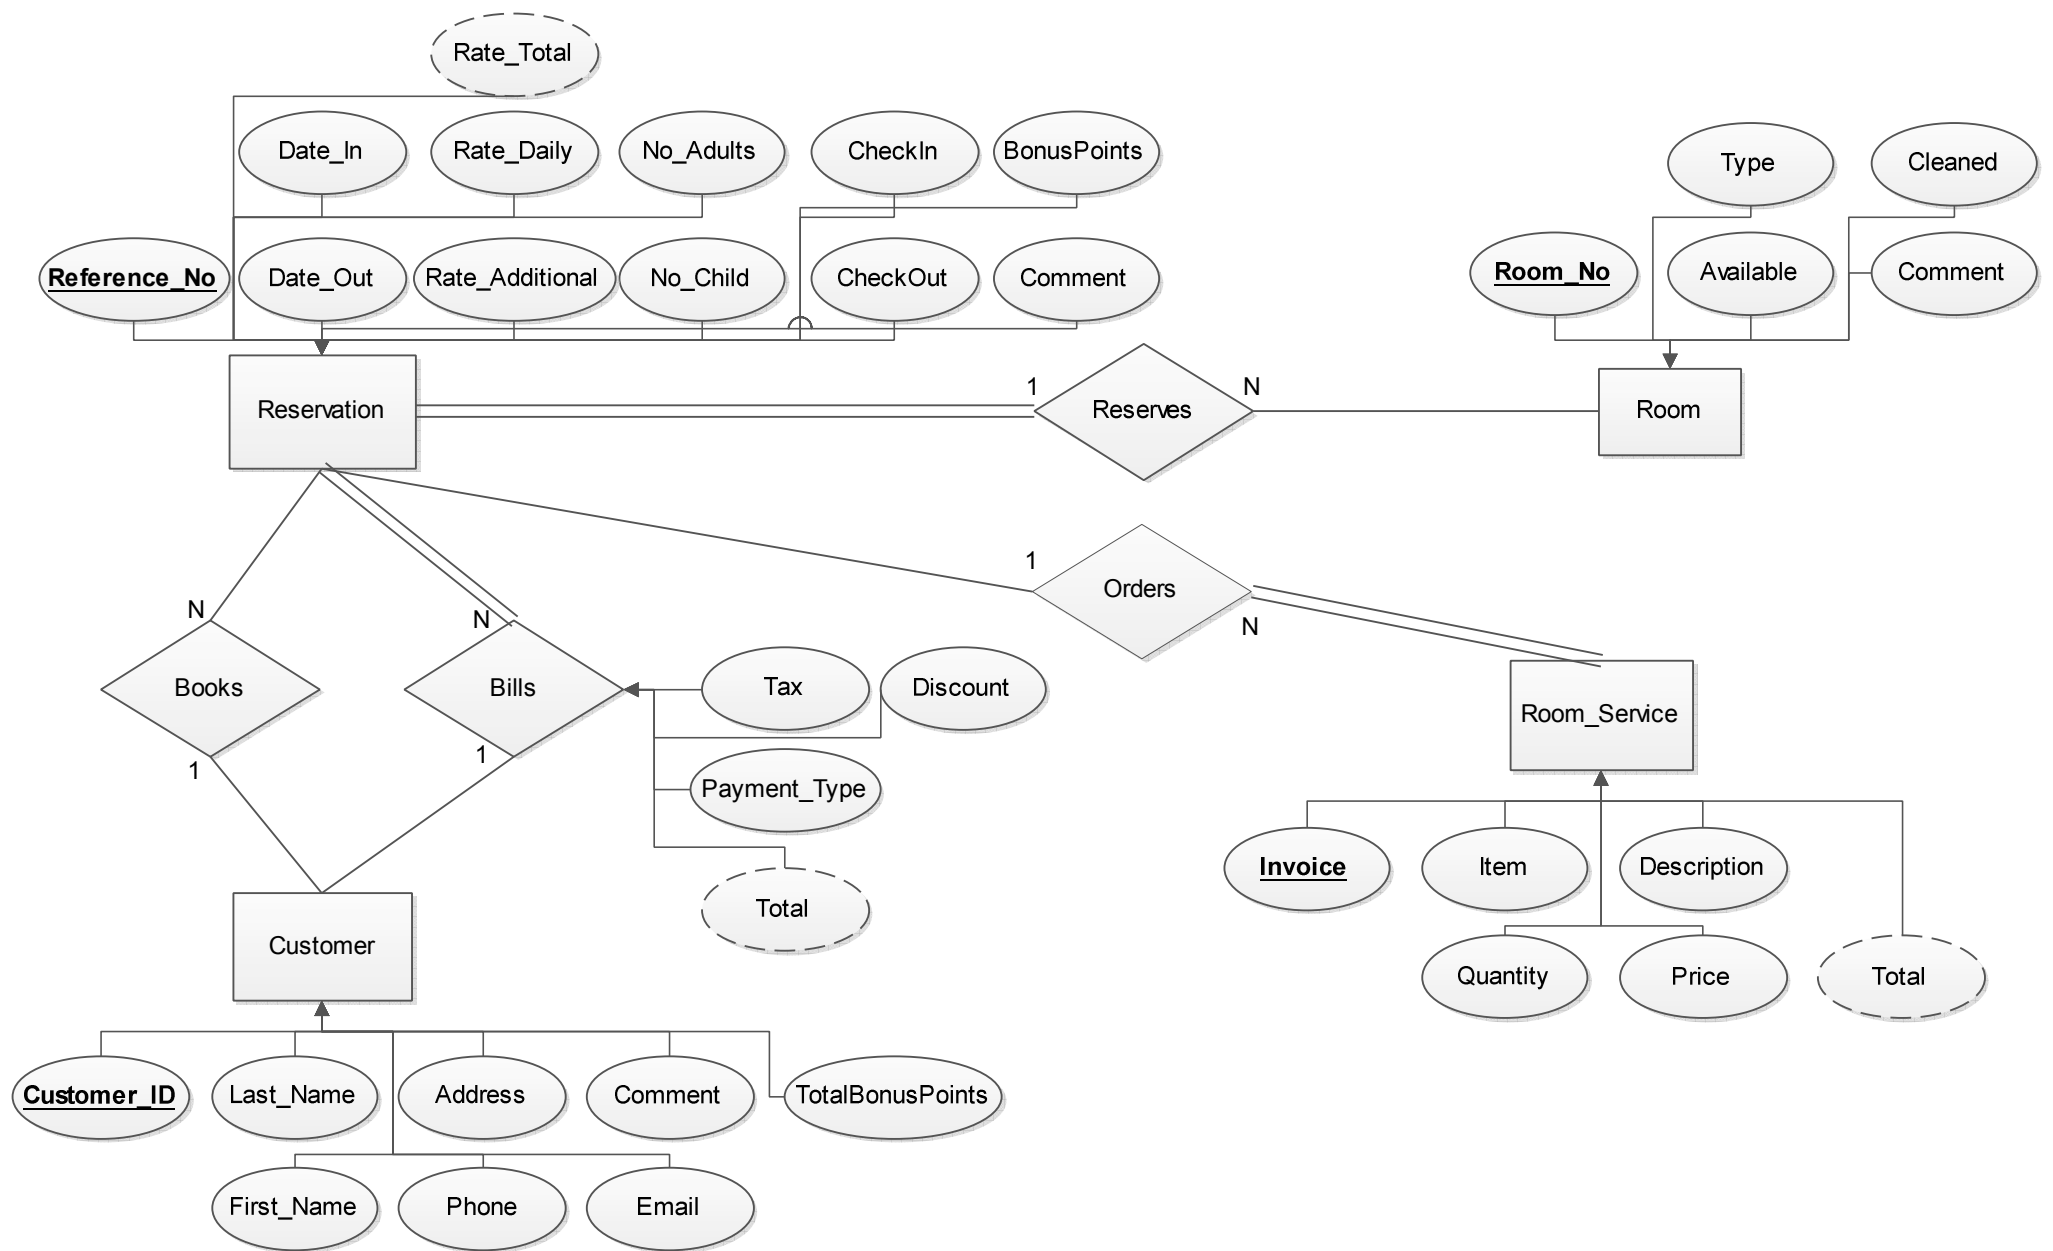 Rate_Total
Date_In
Rate_Daily
No_Adults
CheckIn
BonusPoints
Type
Cleaned
Reference_No
Date_Out
Rate_Additional
No_Child
CheckOut
Comment
Room_No
Available
Comment
Reservation
1
Reserves
N
Room
1
Orders
N
N
Books
1
N
Bills
1
Tax
Discount
Payment_Type
Total
Room_Service
Invoice
Item
Description
Quantity
Price
Total
Customer
Customer_ID
Last_Name
Address
Comment
TotalBonusPoints
First_Name
Phone
Email